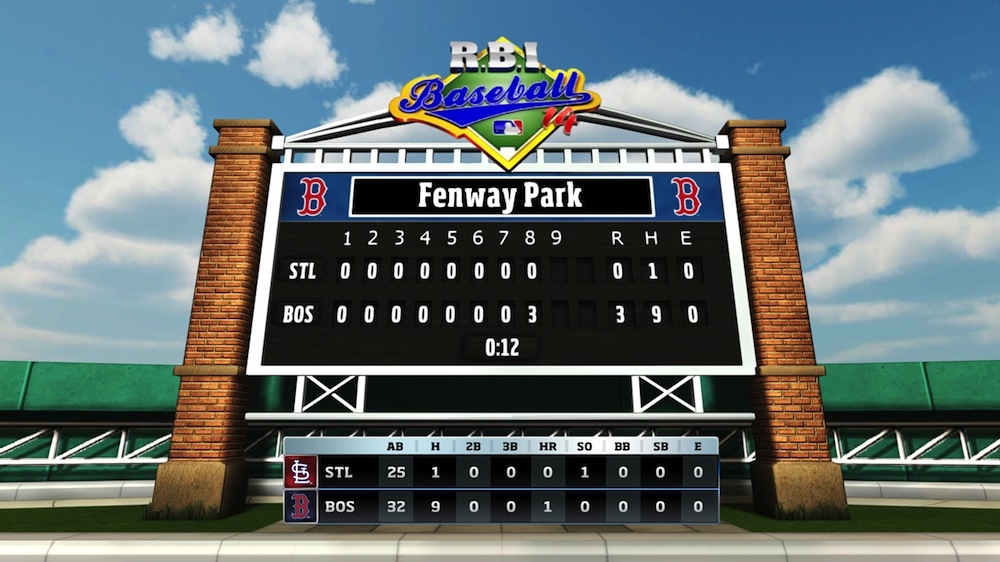 R.B.I.
Baseball
14
B Fenway Park B
1 2 3 4 5 6 7 8 9 R H E
STL 0 0 0 0 0 0 0 0 0 1 0
BOS 0 0 0 0 0 0 0 3 3 9 0
0:12
AB H 2B 3B HR SO BB SB E
STL STL 25 1 0 0 0 1 0 0 0
B BOS 32 9 0 0 1 0 0 0 0